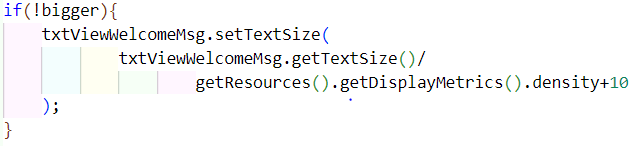 if(!bigger){
txtViewWelcomeMsg.setTextSize(
txtViewWelcomeMsg.getTextSize()/
getResources().getDisplayMetrics().density+10
);
}